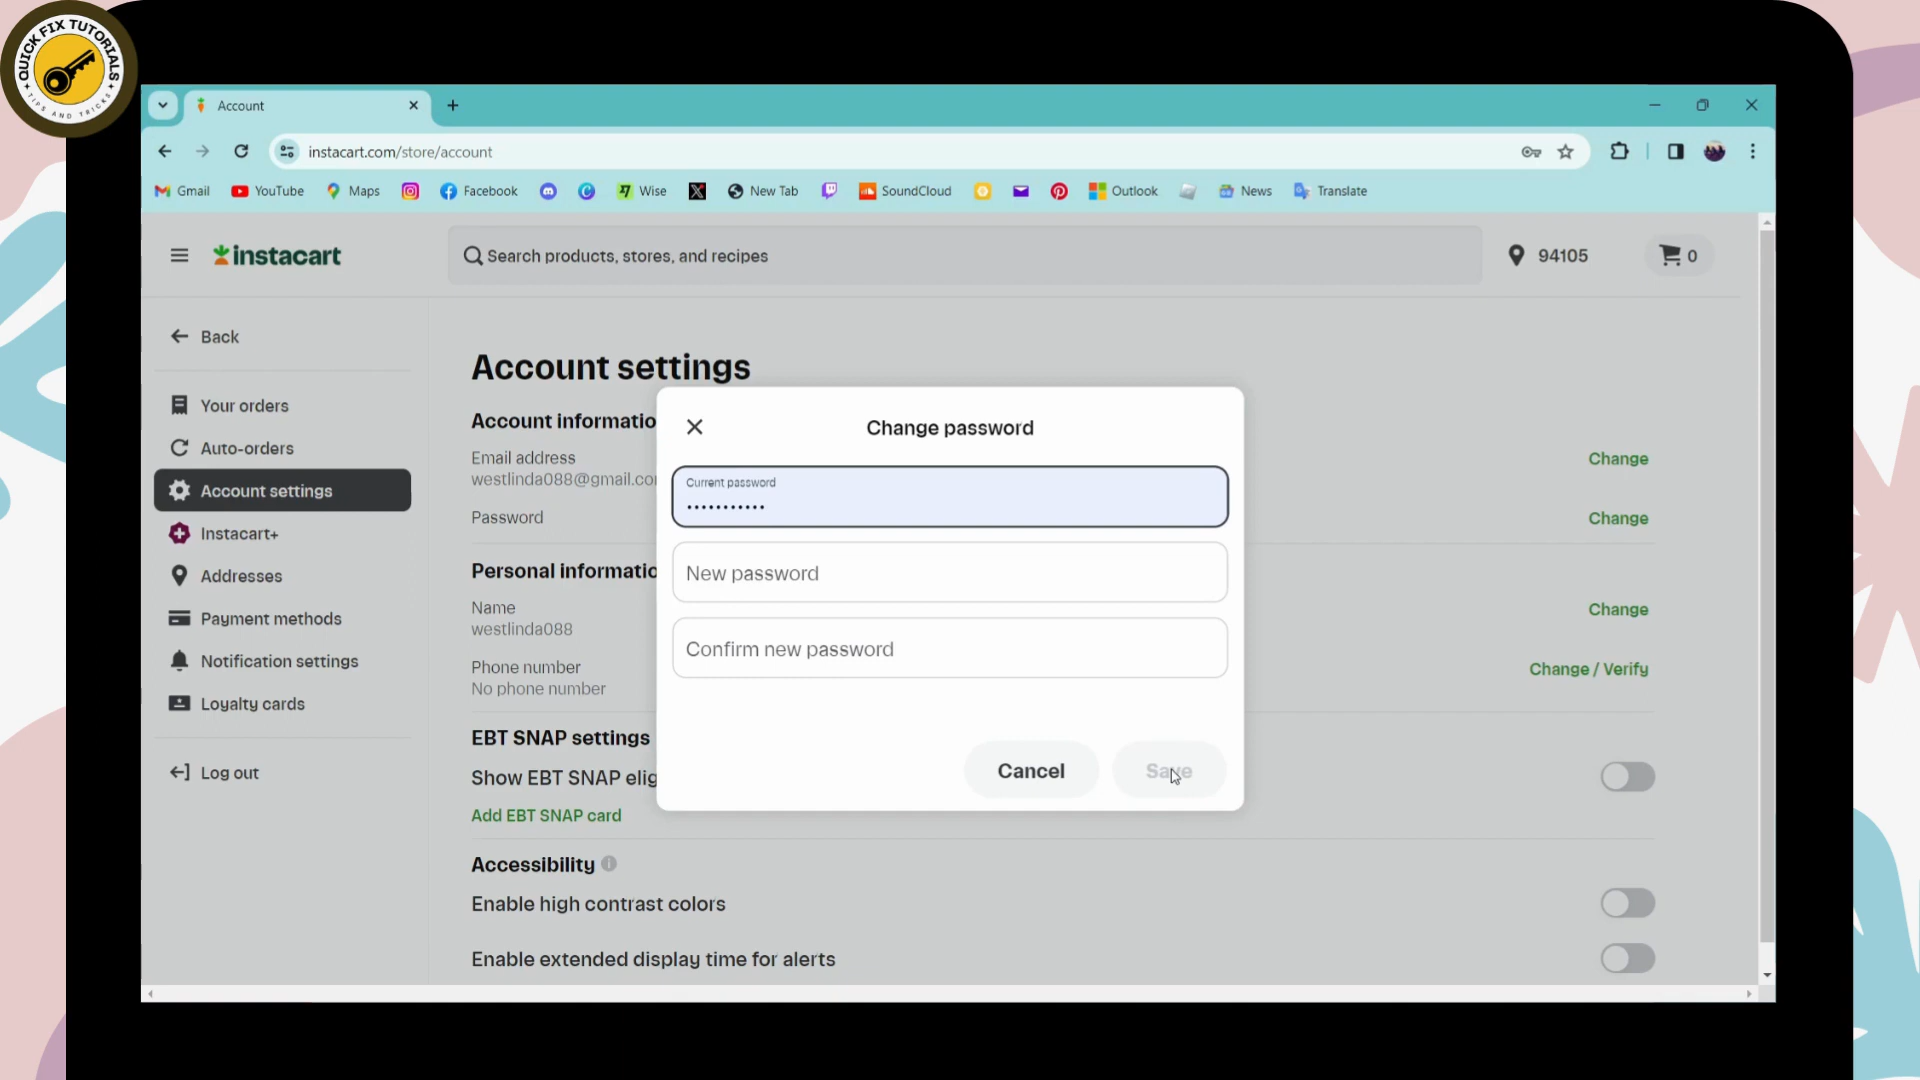 QUICK FIX TUTORIALS
TIPS AND TRICKS
Account
instacart.com/store/account
Gmail YouTube Maps Facebook Wise New Tab SoundCloud Outlook News Translate
instacart
Search products, stores, and recipes
94105
0
Back
Your orders
Auto-orders
Account settings
Instacart+
Addresses
Payment methods
Notification settings
Loyalty cards
Log out
Account settings
Account informatio
Email address
westlinda088@gmail.co
Change
Password
Change
Personal informatio
Name
westlinda088
Change
Phone number
No phone number
Change / Verify
EBT SNAP settings
Show EBT SNAP elig
Add EBT SNAP card
Accessibility
Enable high contrast colors
Enable extended display time for alerts
Change password
Current password
•••••••••••
New password
Confirm new password
Cancel
Save